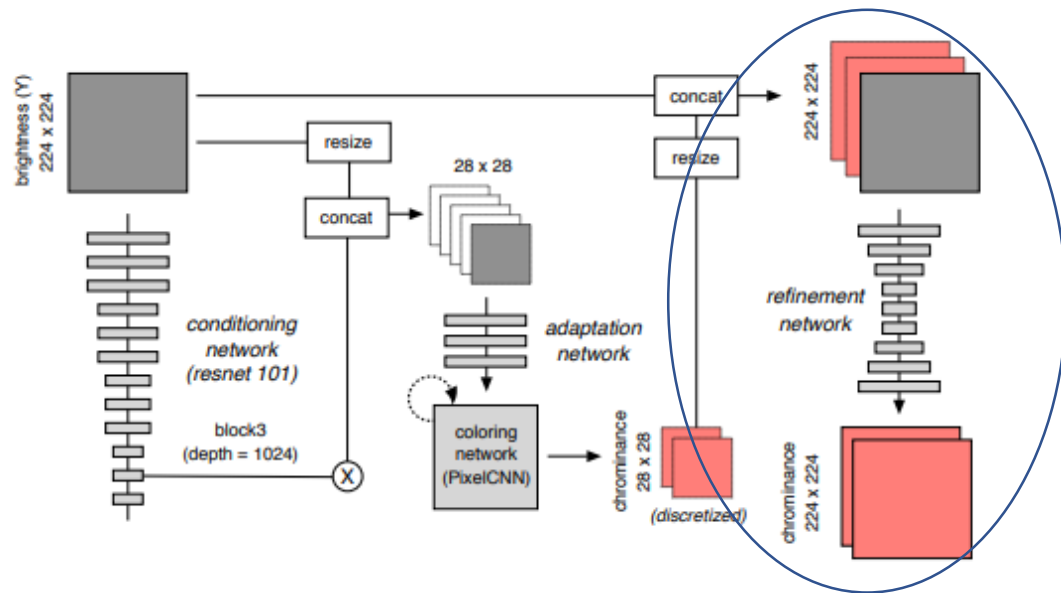 brightness (Y)
224 x 224
resize
concat
28 x 28
conditioning
network
(resnet 101)
block3
(depth = 1024)
X
adaptation
network
coloring
network
(PixelCNN)
chrominance
28 x 28
(discretized)
concat
resize
224 x 224
refinement
network
chrominance
224 x 224